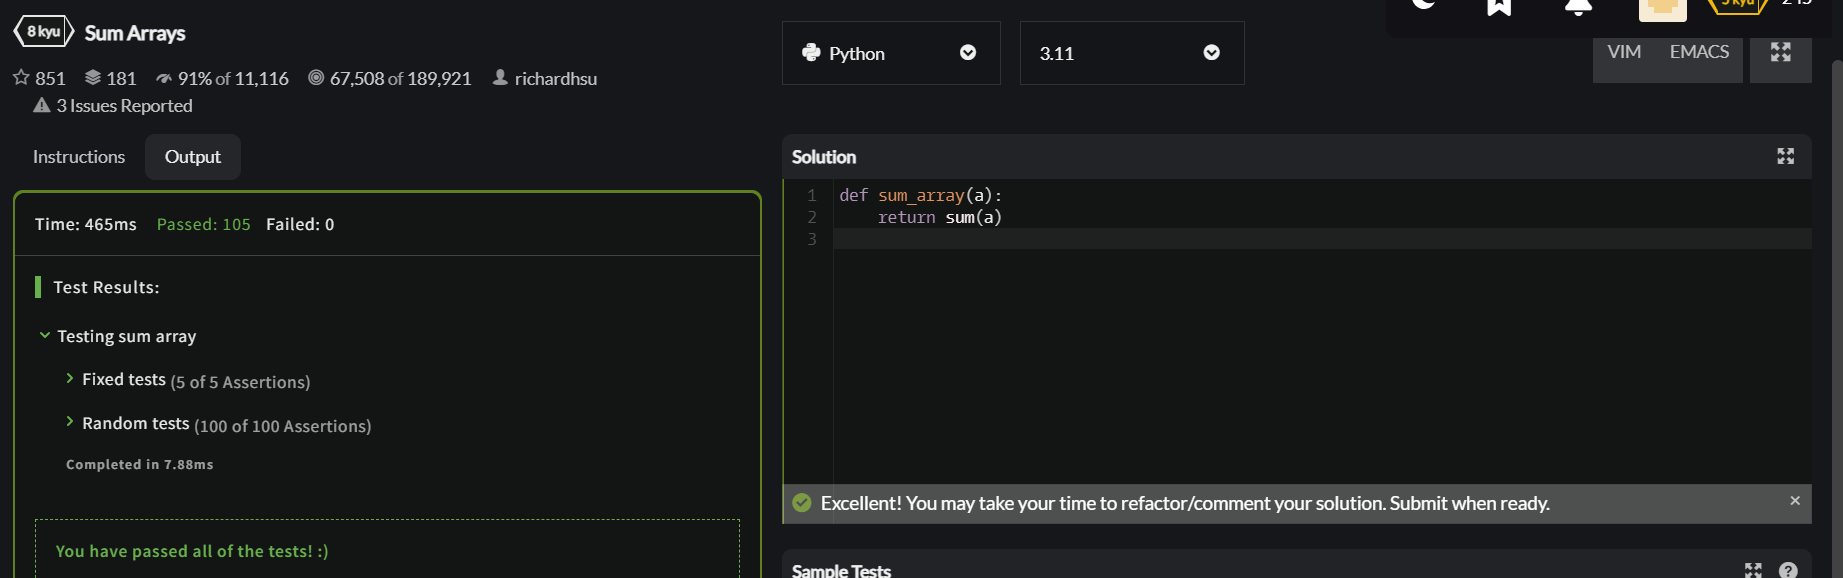 8 kyu Sum Arrays
851 181 91% of 11,116 67,508 of 189,921 richardhsu
3 Issues Reported
Instructions Output
Time: 465ms Passed: 105 Failed: 0
Test Results:
Testing sum array
Fixed tests (5 of 5 Assertions)
Random tests (100 of 100 Assertions)
Completed in 7.88ms
You have passed all of the tests! :)
Python 3.11
VIM EMACS
Solution
1 def sum_array(a):
2 return sum(a)
3
Excellent! You may take your time to refactor/comment your solution. Submit when ready.
Sample Tests